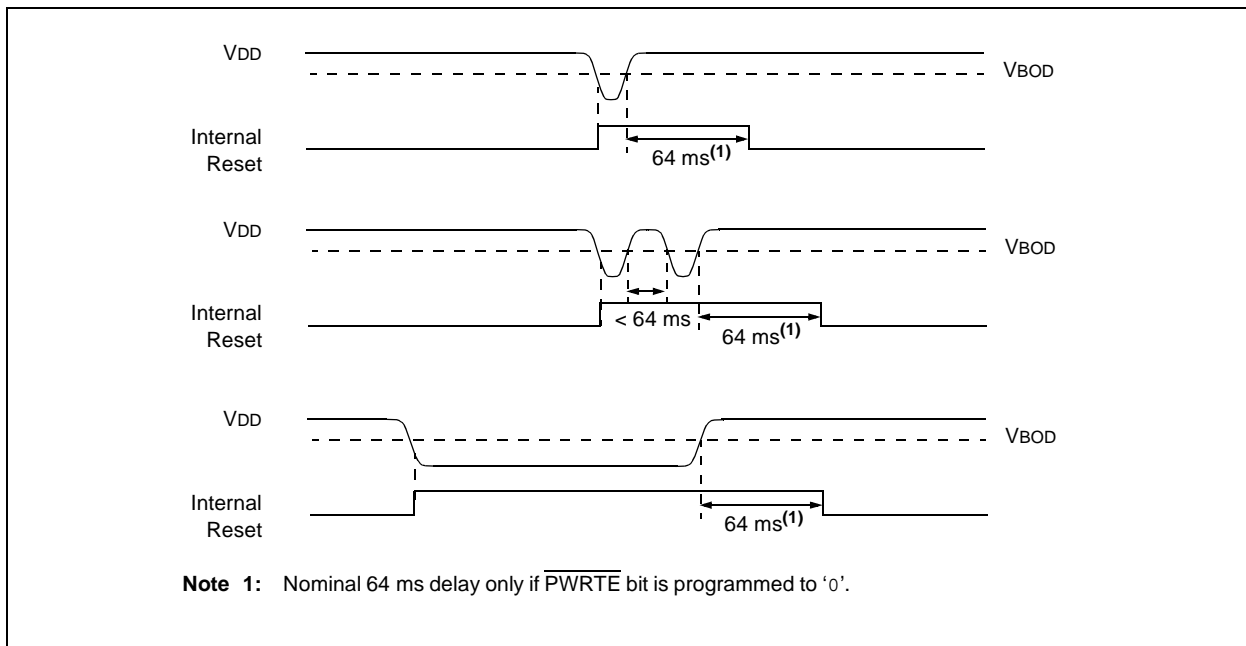 VDD
VBOD
Internal
Reset
64 ms(1)
VDD
VBOD
Internal
Reset
< 64 ms
64 ms(1)
VDD
VBOD
Internal
Reset
64 ms(1)
Note 1: Nominal 64 ms delay only if PWRTE bit is programmed to ‘0’.